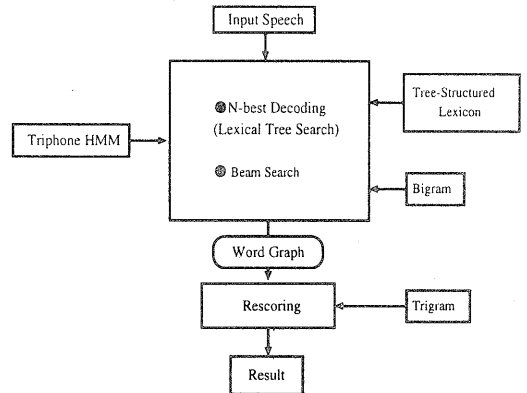 Input Speech
N-best Decoding
(Lexical Tree Search)
Beam Search
Tree-Structured
Lexicon
Triphone HMM
Bigram
Word Graph
Rescoring
Trigram
Result